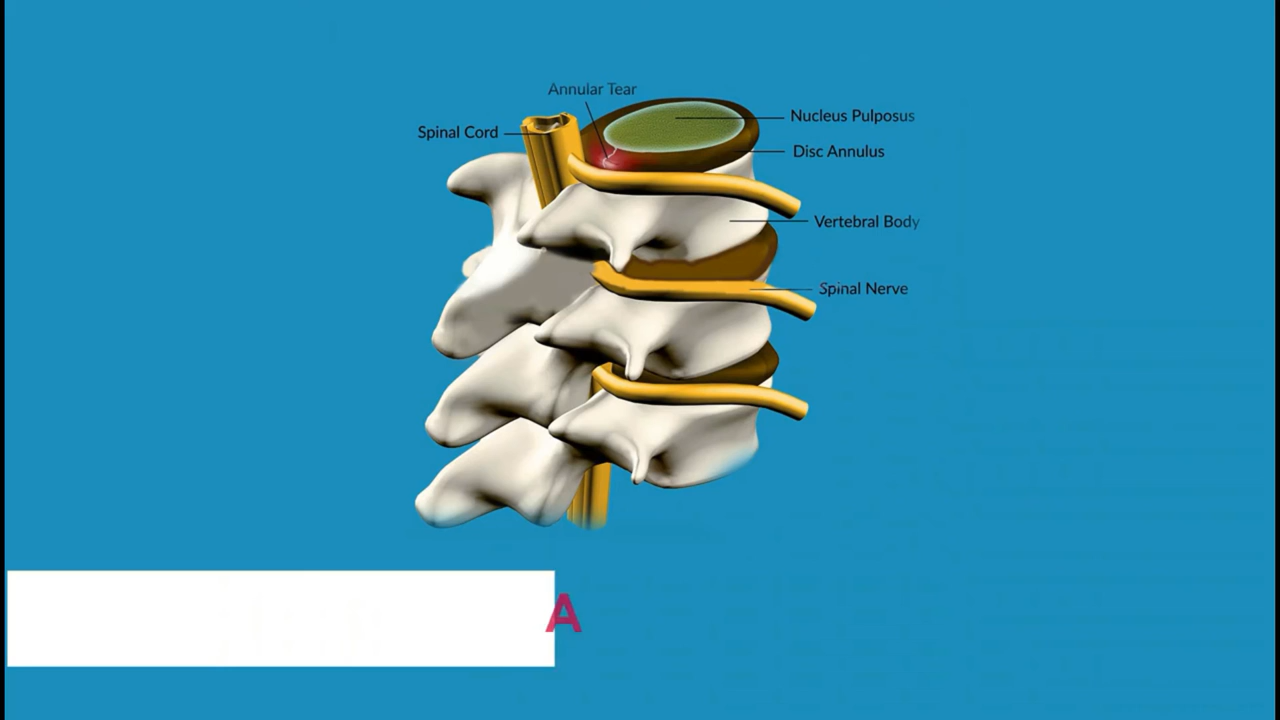 Annular Tear
Nucleus Pulposus
Spinal Cord
Disc Annulus
Vertebral Body
Spinal Nerve
A